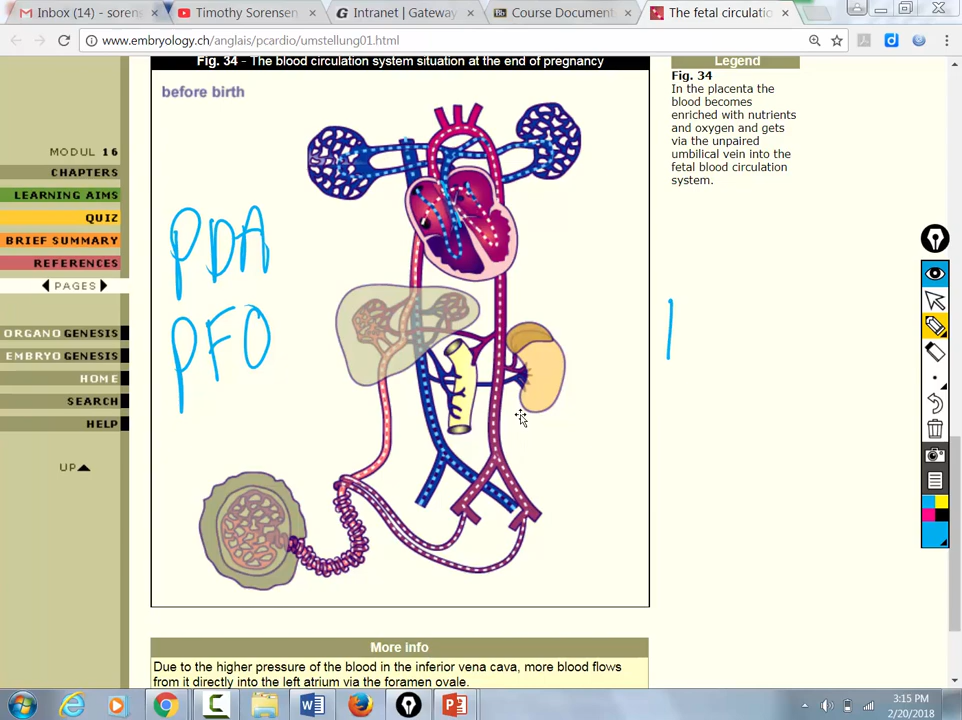 Inbox (1) - sorens
Timothy Sorensen
Intranet | Gateway
Course Document
The fetal circulatio
www.embryology.ch/anglais/pcardio/umstellung01.html
Fig. 34 - The blood circulation system situation at the end of pregnancy
before birth
MODUL 16
CHAPTERS
LEARNING AIMS
QUIZ
BRIEF SUMMARY
REFERENCES
PAGES
ORGANO GENESIS
EMBRYO GENESIS
HOME
SEARCH
HELP
UP
PDA
PFO
Legend
Fig. 34
In the placenta the
blood becomes
enriched with nutrients
and oxygen and gets
via the unpaired
umbilical vein into the
fetal blood circulation
system.
More info
Due to the higher pressure of the blood in the inferior vena cava, more blood flows
from it directly into the left atrium via the foramen ovale.
3:15 PM
2/20/2018